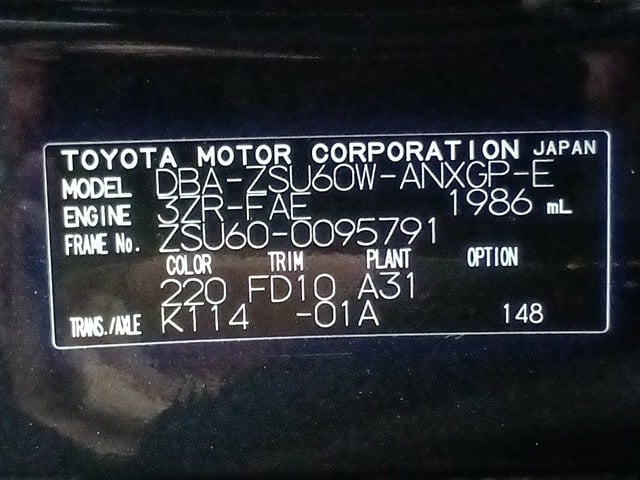 TOYOTA MOTOR CORPORATION JAPAN
MODEL DBA-ZSU60W-ANXGP-E
ENGINE 3ZR-FAE 1986 mL
FRAME No. ZSU60-0095791
COLOR TRIM PLANT OPTION
220 FD10 A31
TRANS./AXLE K114 -01A 148